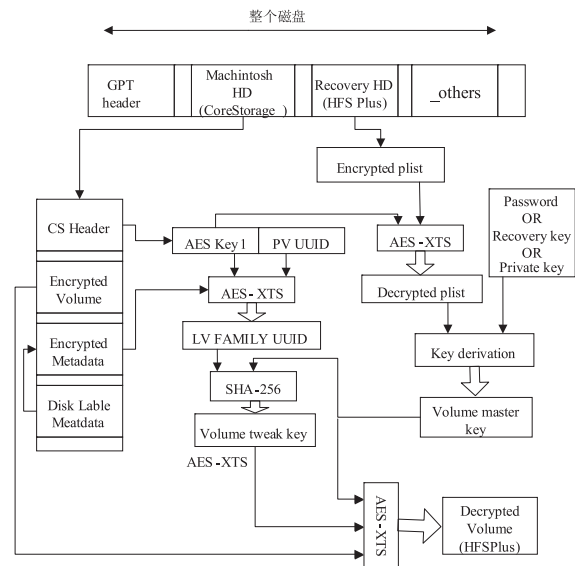 整个磁盘
GPT
header
Machintosh
HD
(CoreStorage )
Recovery HD
(HFS Plus)
_others
Encrypted plist
CS Header
AES Key1
PV UUID
AES-XTS
Password
OR
Recovery key
OR
Private key
Encrypted
Volume
AES-XTS
Decrypted plist
Encrypted
Metadata
LV FAMILY UUID
Key derivation
Disk Lable
Meatdata
SHA-256
Volume master
key
Volume tweak key
AES-XTS
AES-XTS
Decrypted
Volume
(HFSPlus)